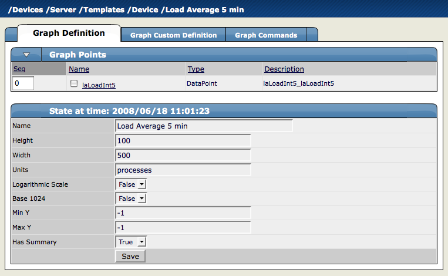 /Devices /Server /Templates /Device /Load Average 5 min
Graph Definition Graph Custom Definition Graph Commands
Graph Points
Seq Name Type Description
0 laLoadInt5 DataPoint laLoadInt5_laLoadInt5
State at time: 2008/06/18 11:01:23
Name Load Average 5 min
Height 100
Width 500
Units processes
Logarithmic Scale False
Base 1024 False
Min Y -1
Max Y -1
Has Summary True
Save